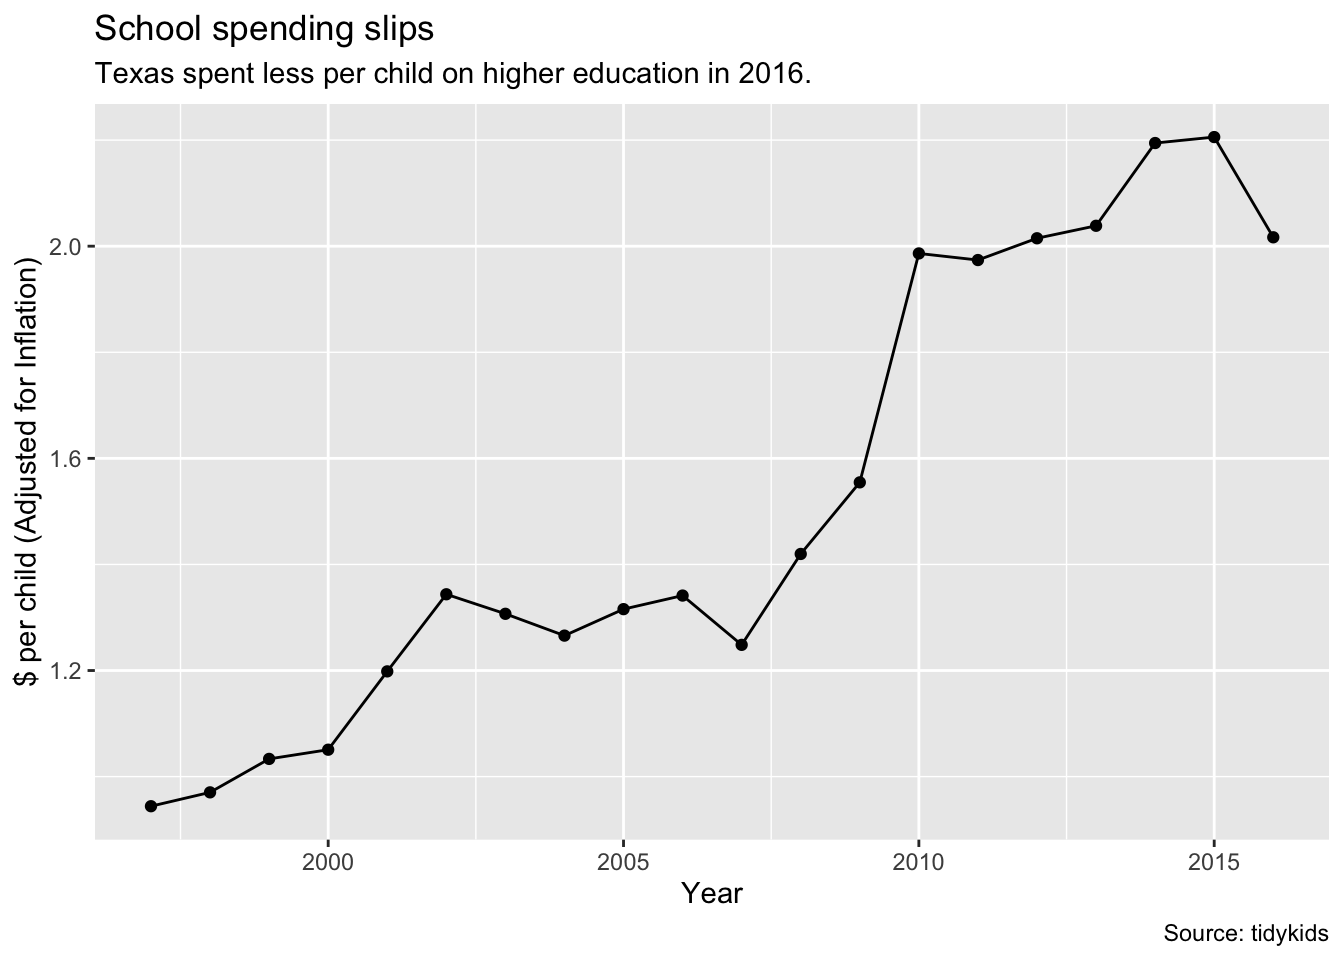 School spending slips
Texas spent less per child on higher education in 2016.
$ per child (Adjusted for Inflation)
2.0
1.6
1.2
2000
2005
2010
2015
Year
Source: tidykids